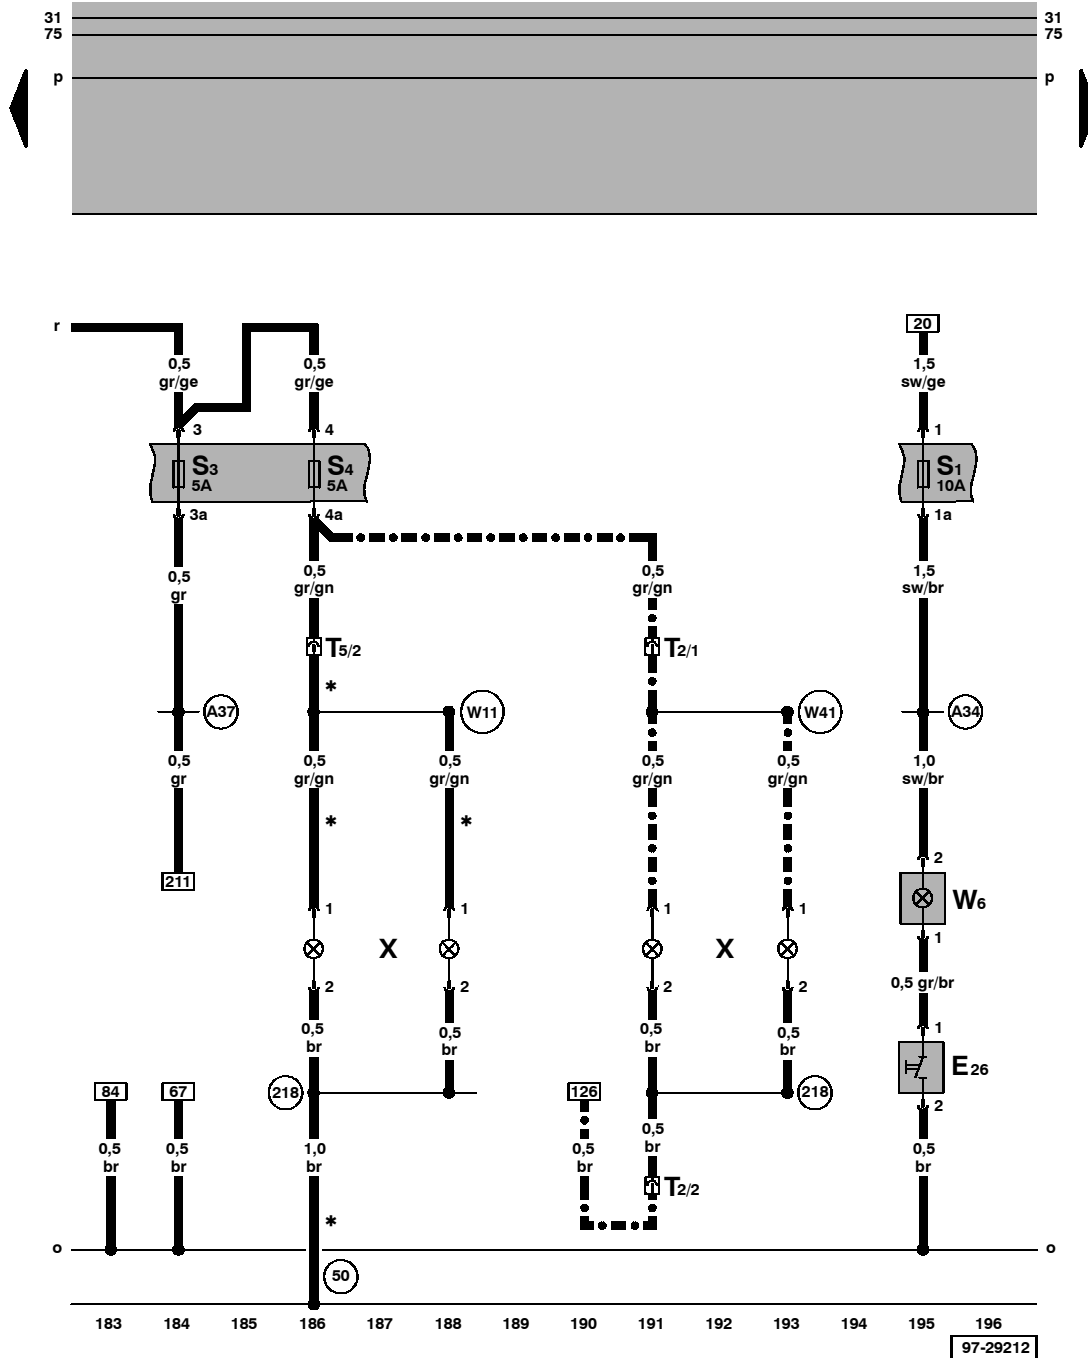 31 31
75 75
p p
r 20
0,5 0,5 1,5
gr/ge gr/ge sw/ge
3 4 1
S3 S4 S1
5A 5A 10A
3a 4a 1a
0,5 0,5 0,5 1,5
gr gr/gn gr/gn sw/br
T5/2 T2/1
*
A37 W11 W41 A34
0,5 0,5 0,5 0,5 0,5 1,0
gr gr/gn gr/gn gr/gn gr/gn sw/br
* *
2
211
W6
1 1 1 1
1
X X
0,5 gr/br
2 2 2 2
1
0,5 0,5 0,5 0,5
br br br br
E26
84 67 218 126 218
2
0,5 0,5 1,0 0,5 0,5 0,5
br br br br br br
T2/2
*
o o
50
183 184 185 186 187 188 189 190 191 192 193 194 195 196
97-29212